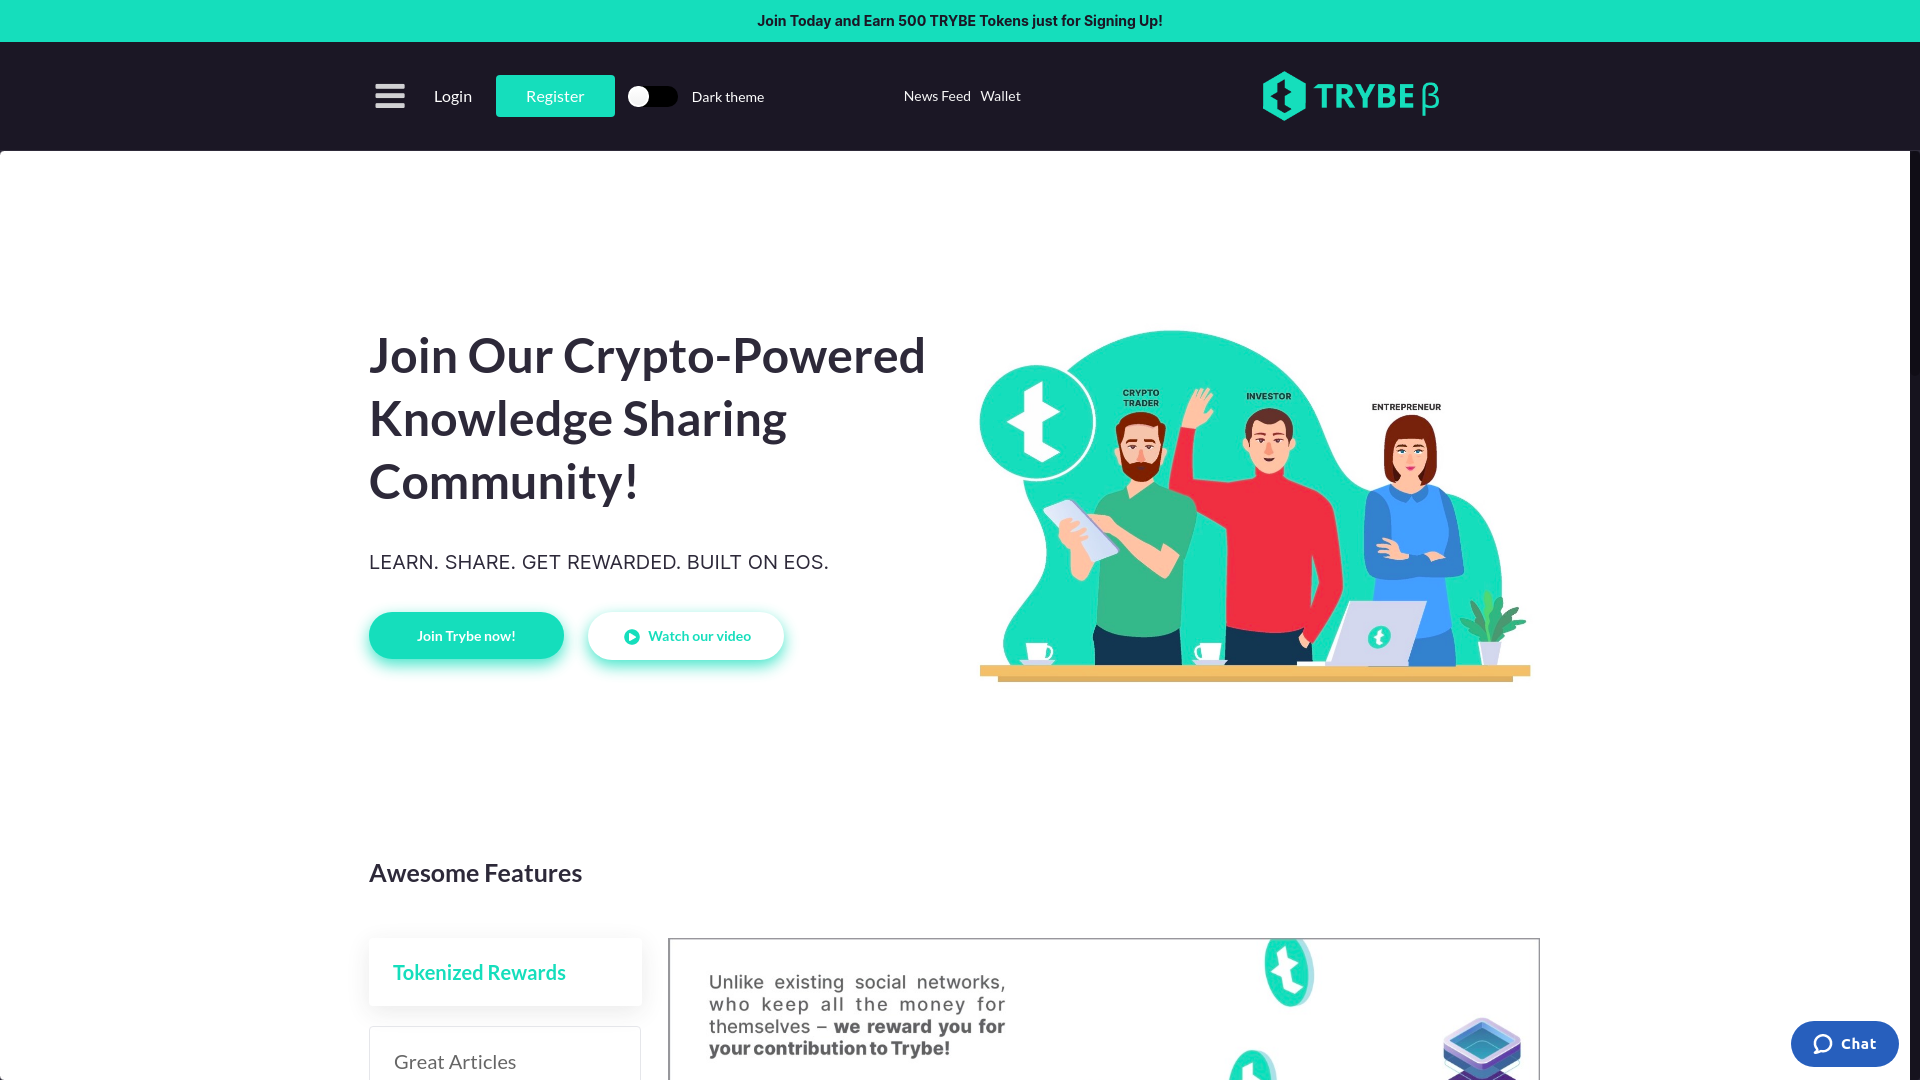 Join Today and Earn 500 TRYBE Tokens just for Signing Up!
Login
Register
Dark theme
News Feed
Wallet
TRYBE β
Join Our Crypto-Powered
Knowledge Sharing
Community!
LEARN. SHARE. GET REWARDED. BUILT ON EOS.
Join Trybe now!
Watch our video
CRYPTO
TRADER
INVESTOR
ENTREPRENEUR
Awesome Features
Tokenized Rewards
Great Articles
Unlike existing social networks,
who keep all the money for
themselves – we reward you for
your contribution to Trybe!
Chat